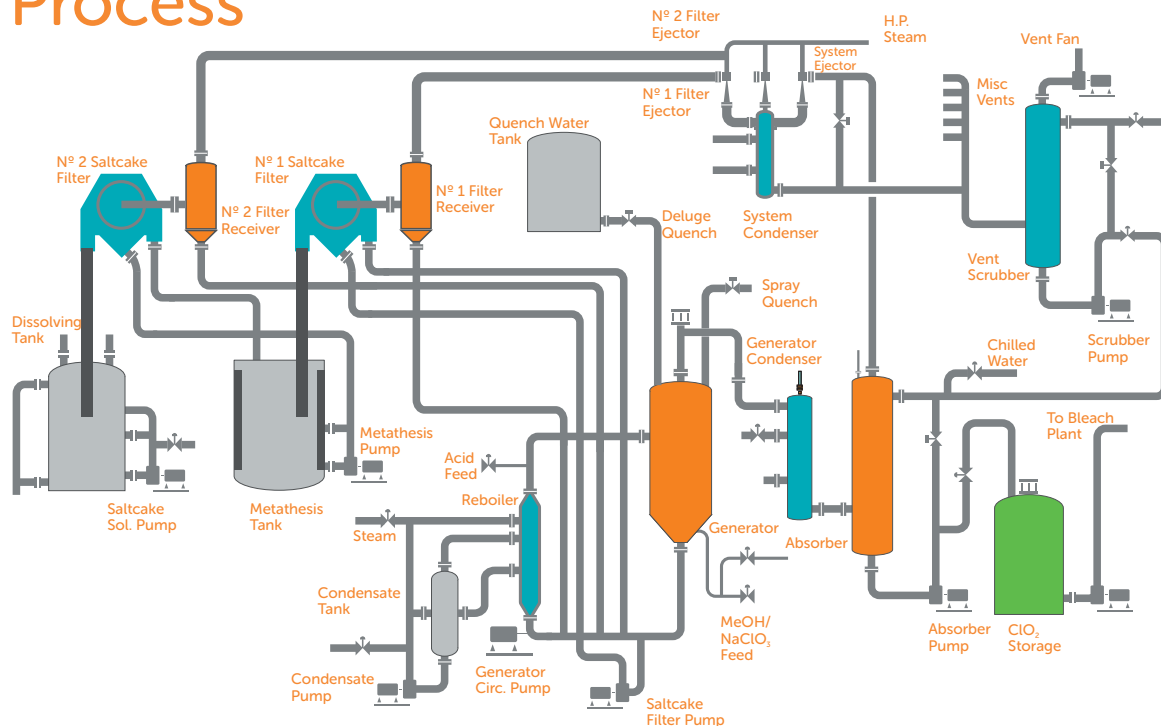 Process
Nº 2 Filter
Ejector
H.P.
Steam
System
Ejector
Vent Fan
Nº 1 Filter
Ejector
Misc
Vents
Quench Water
Tank
Nº 2 Saltcake
Filter
Nº 1 Saltcake
Filter
Nº 1 Filter
Receiver
Nº 2 Filter
Receiver
Deluge
Quench
System
Condenser
Vent
Scrubber
Spray
Quench
Dissolving
Tank
Generator
Condenser
Chilled
Water
Scrubber
Pump
To Bleach
Plant
Metathesis
Pump
Acid
Feed
Reboiler
Saltcake
Sol. Pump
Metathesis
Tank
Steam
Generator
Absorber
Condensate
Tank
MeOH/
NaClO₃
Feed
Absorber
Pump
ClO₂
Storage
Condensate
Pump
Generator
Circ. Pump
Saltcake
Filter Pump